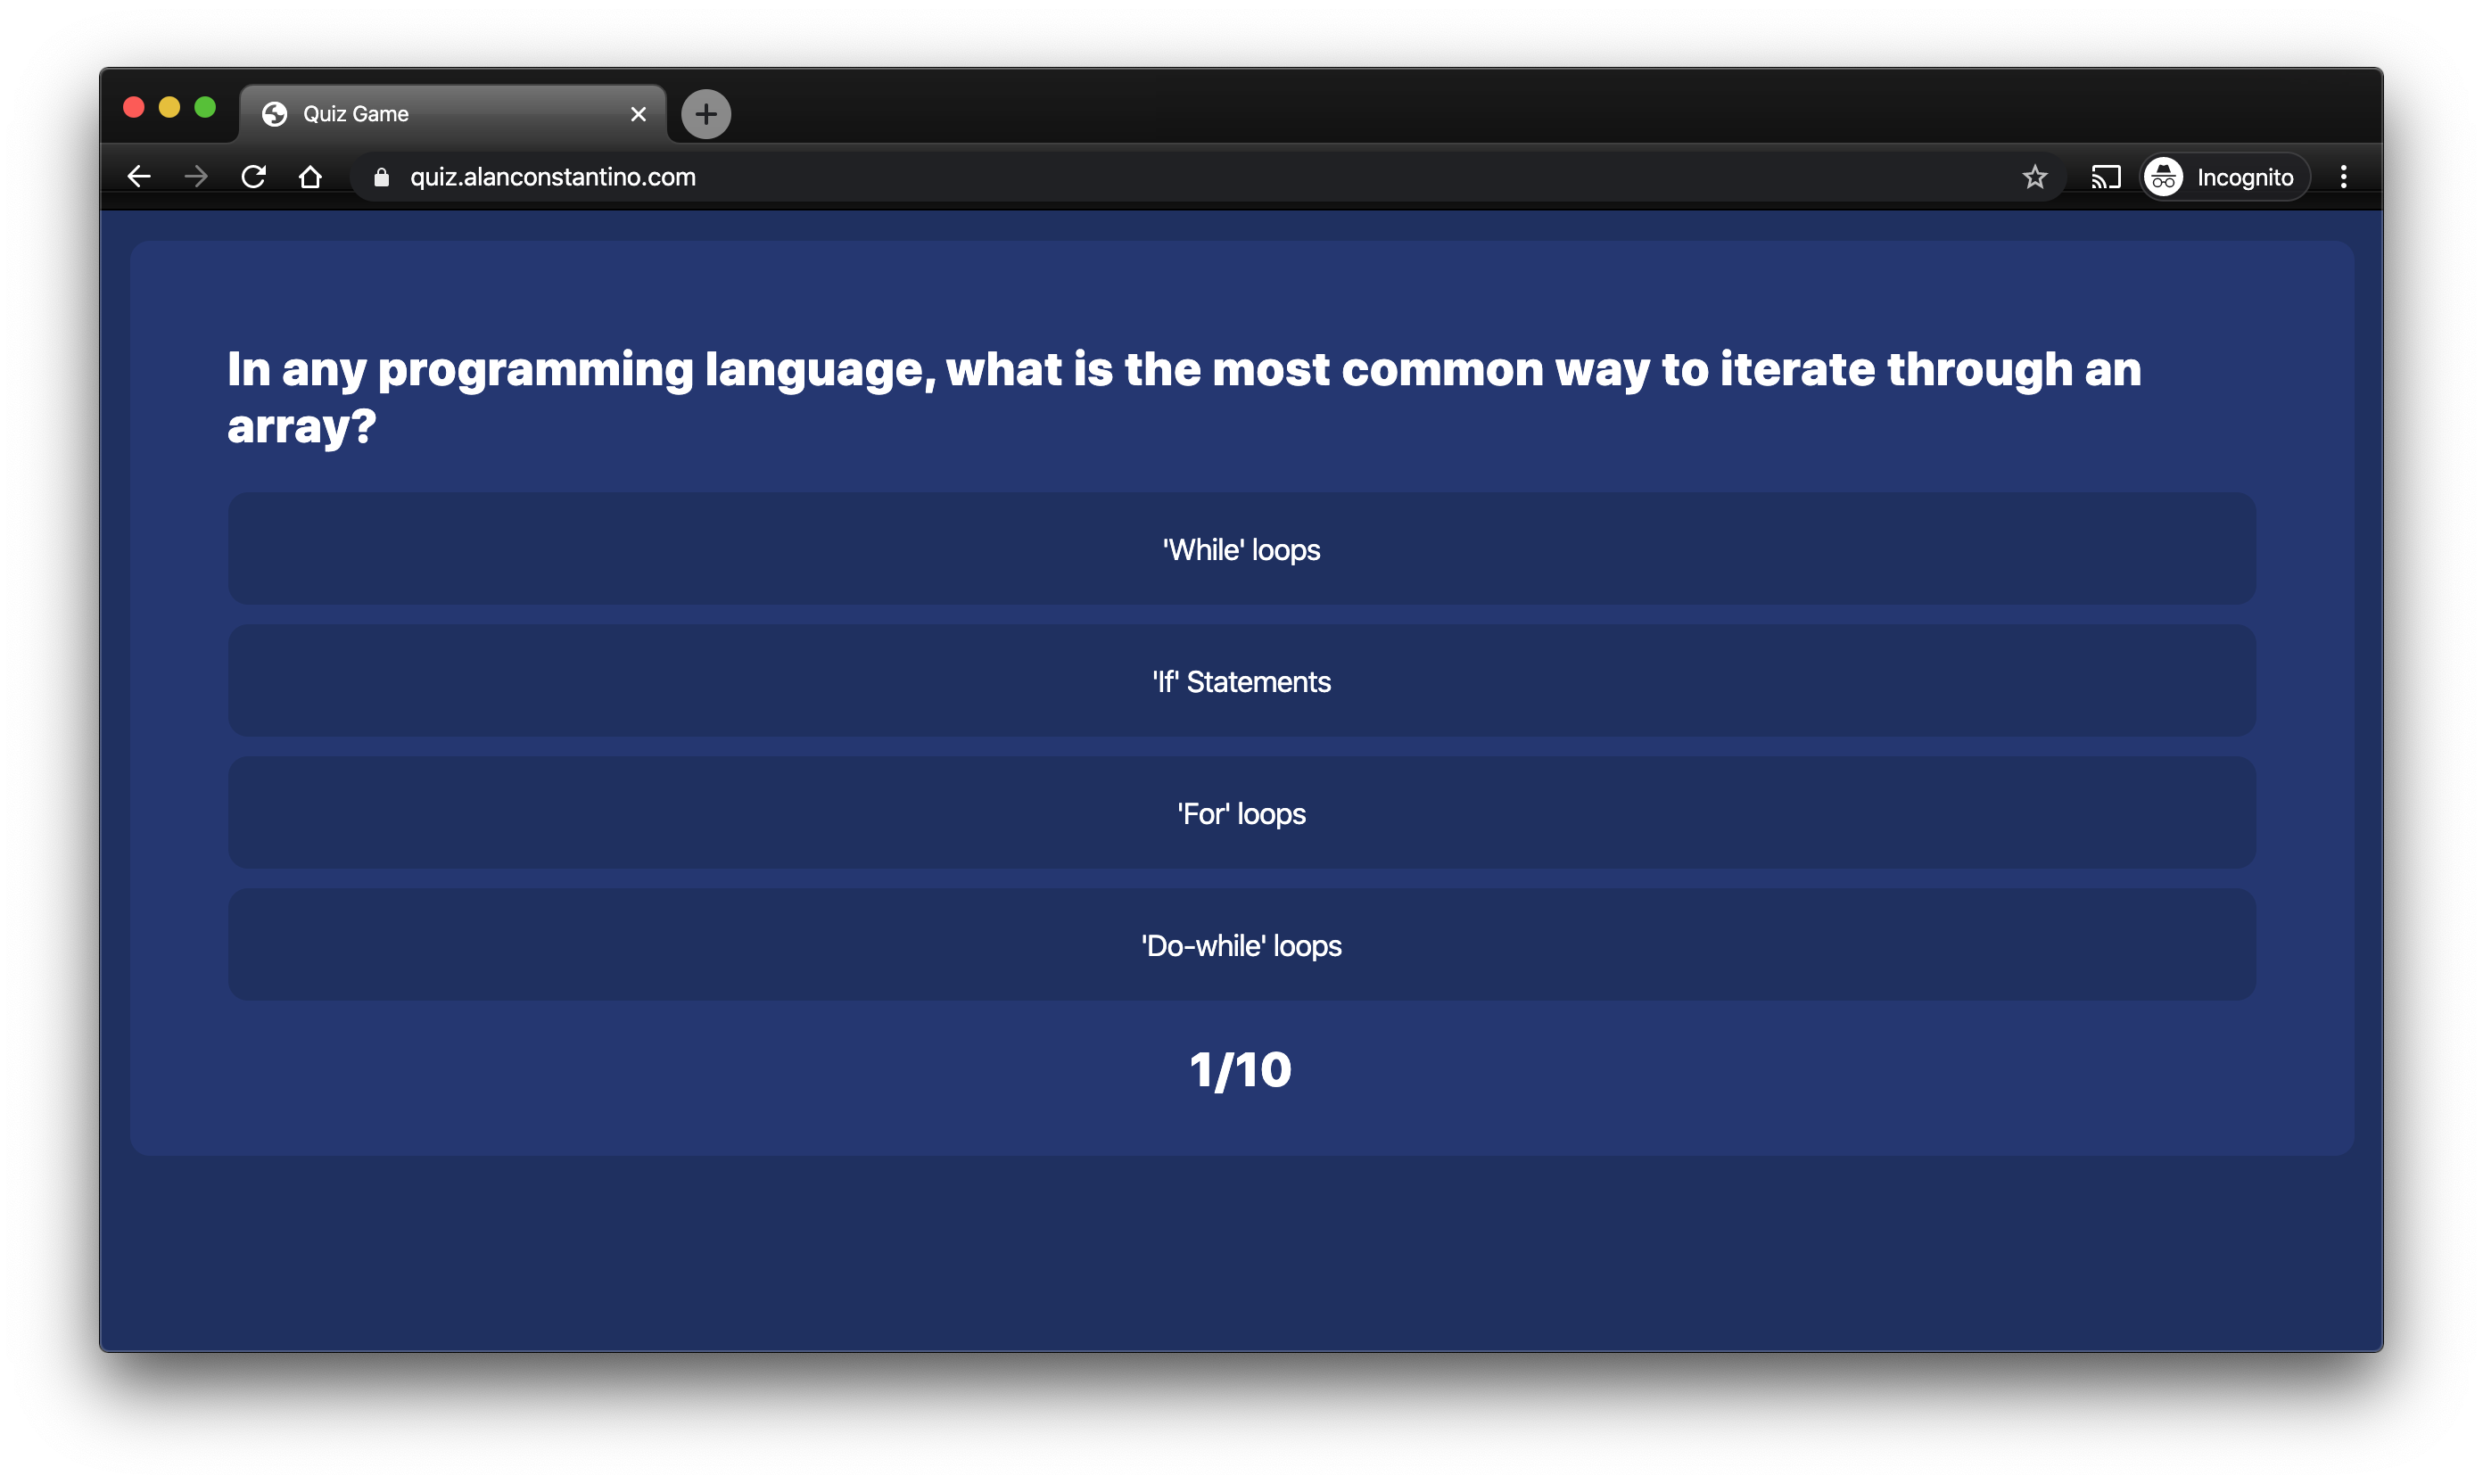 Quiz Game
quiz.alanconstantino.com
Incognito
In any programming language, what is the most common way to iterate through an
array?
'While' loops
'If' Statements
'For' loops
'Do-while' loops
1/10